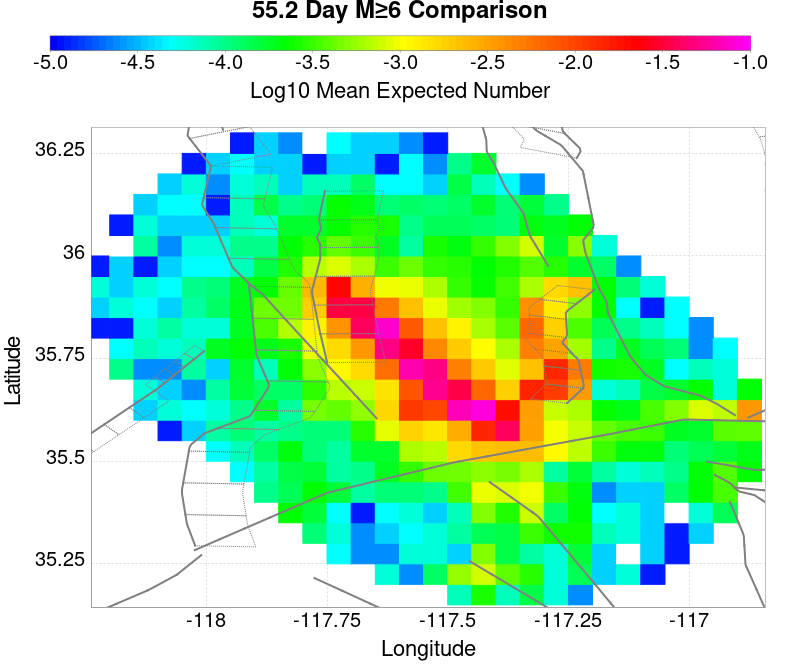 55.2 Day M≥6 Comparison
-5.0 -4.5 -4.0 -3.5 -3.0 -2.5 -2.0 -1.5 -1.0
Log10 Mean Expected Number
36.25
36
35.75
35.5
35.25
Latitude
-118 -117.75 -117.5 -117.25 -117
Longitude